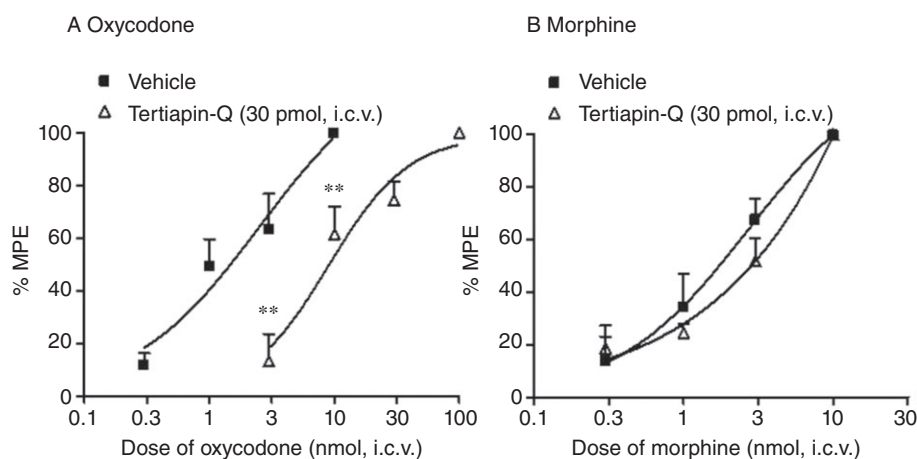 A Oxycodone
■ Vehicle
△ Tertiapin-Q (30 pmol, i.c.v.)
% MPE
100
80
60
40
20
0
**
**
0.1 0.3 1 3 10 30 100
Dose of oxycodone (nmol, i.c.v.)
B Morphine
■ Vehicle
△ Tertiapin-Q (30 pmol, i.c.v.)
% MPE
100
80
60
40
20
0
0.1 0.3 1 3 10 30
Dose of morphine (nmol, i.c.v.)